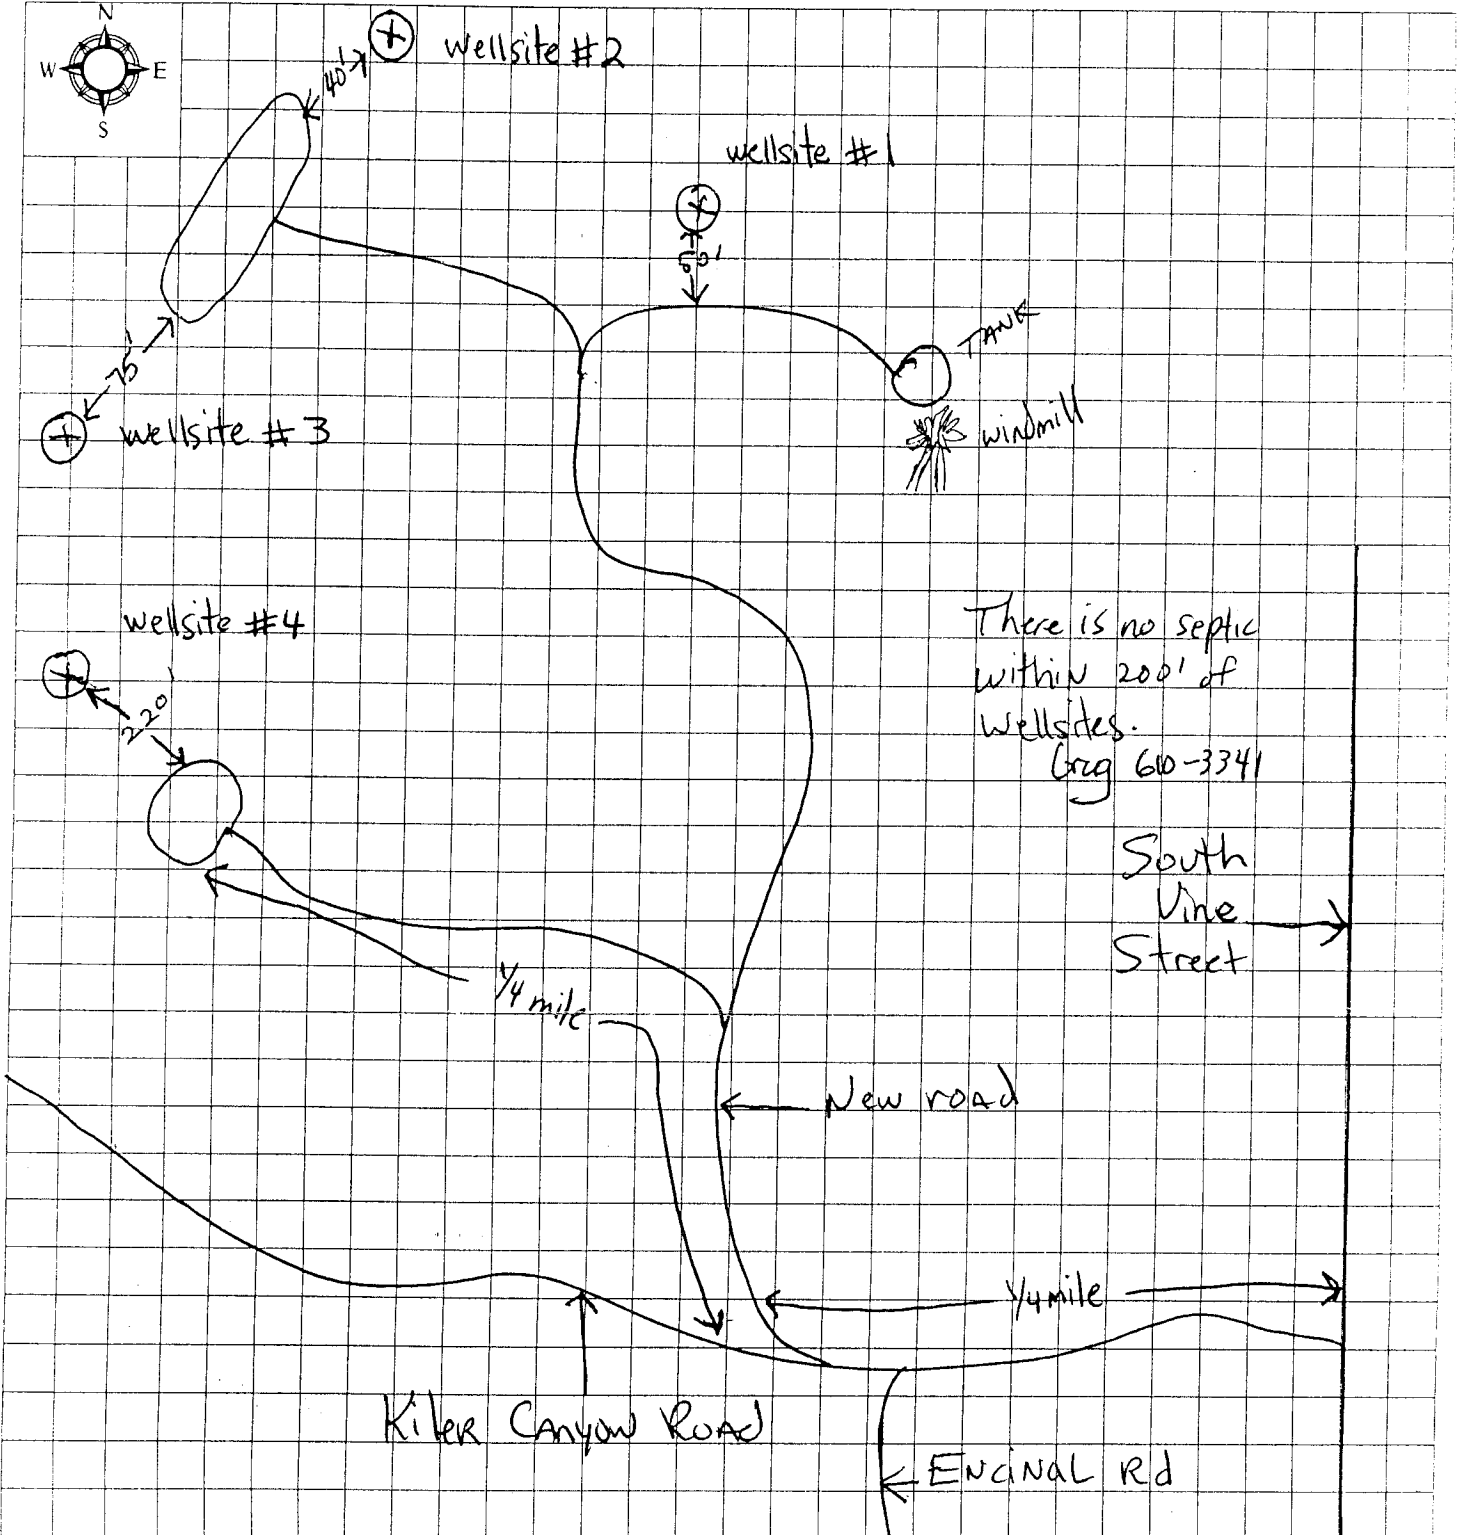 N
W E
S
40'
wellsite #2
wellsite #1
60'
TANK
windmill
75'
wellsite #3
wellsite #4
220'
There is no septic
within 200' of
wellsites.
Greg 610-3341
South
Vine
Street
1/4 mile
New road
1/4 mile
Kiler Canyon Road
Encinal Rd